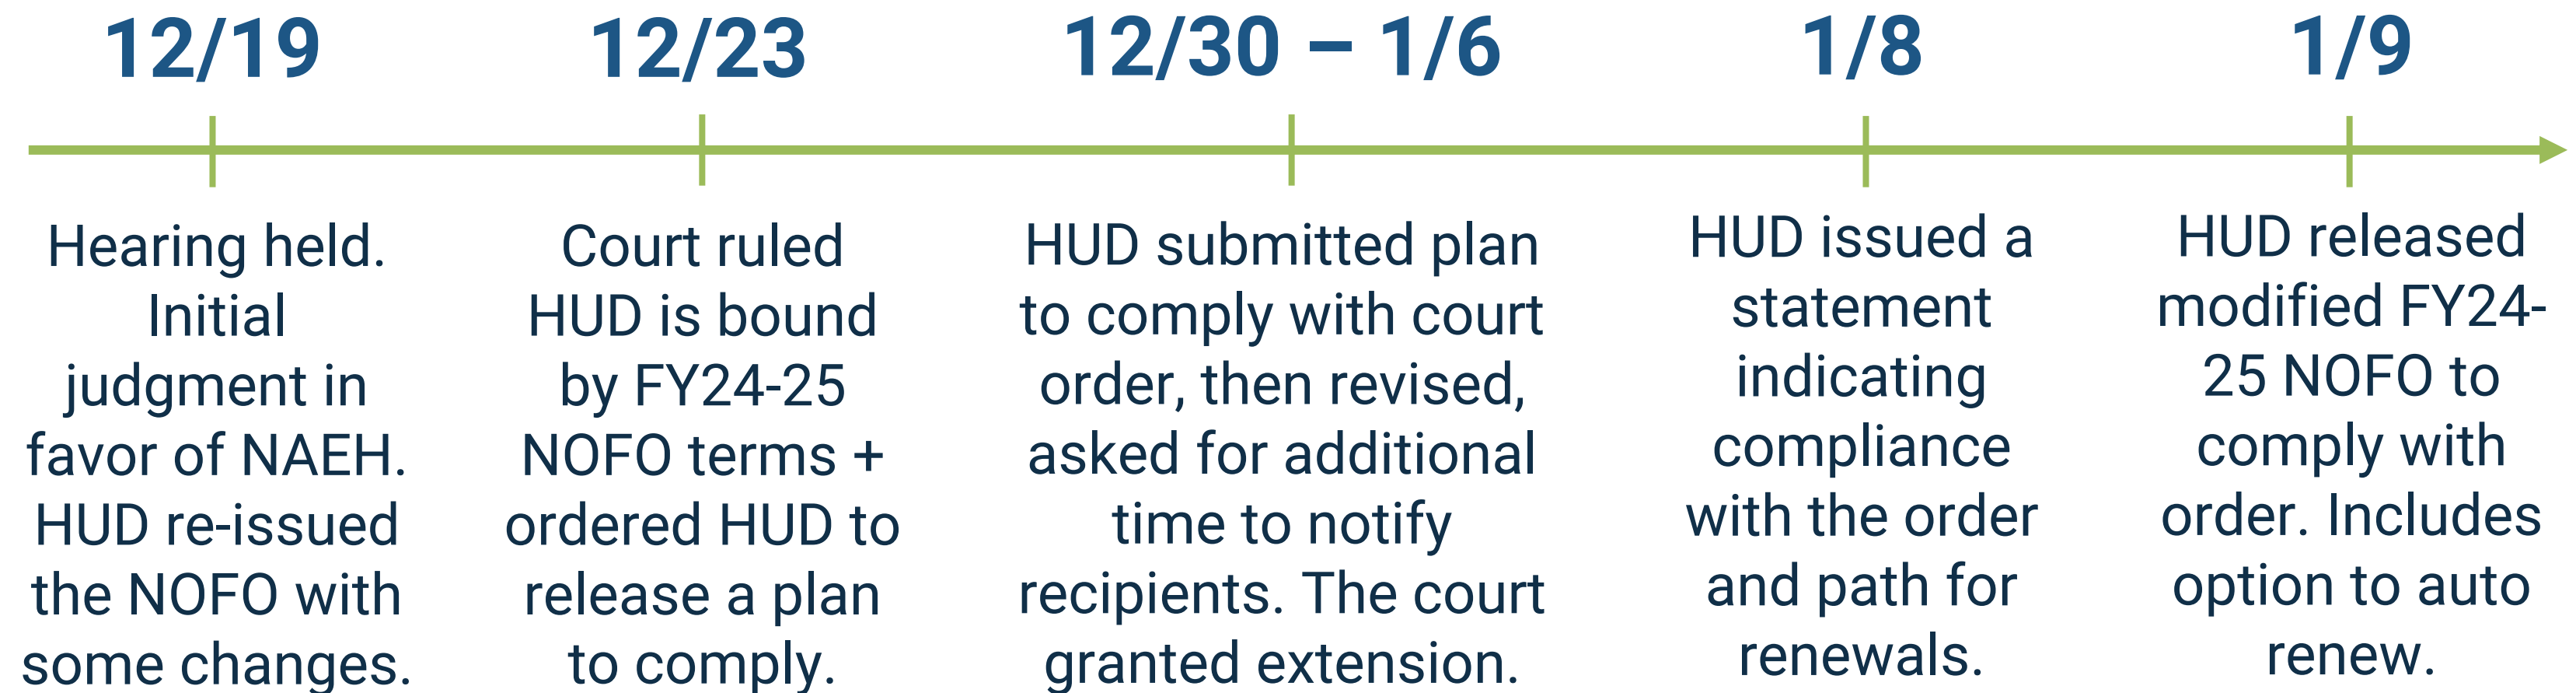 12/19
Hearing held.
Initial
judgment in
favor of NAEH.
HUD re-issued
the NOFO with
some changes.
12/23
Court ruled
HUD is bound
by FY24-25
NOFO terms +
ordered HUD to
release a plan
to comply.
12/30 – 1/6
HUD submitted plan
to comply with court
order, then revised,
asked for additional
time to notify
recipients. The court
granted extension.
1/8
HUD issued a
statement
indicating
compliance
with the order
and path for
renewals.
1/9
HUD released
modified FY24-
25 NOFO to
comply with
order. Includes
option to auto
renew.